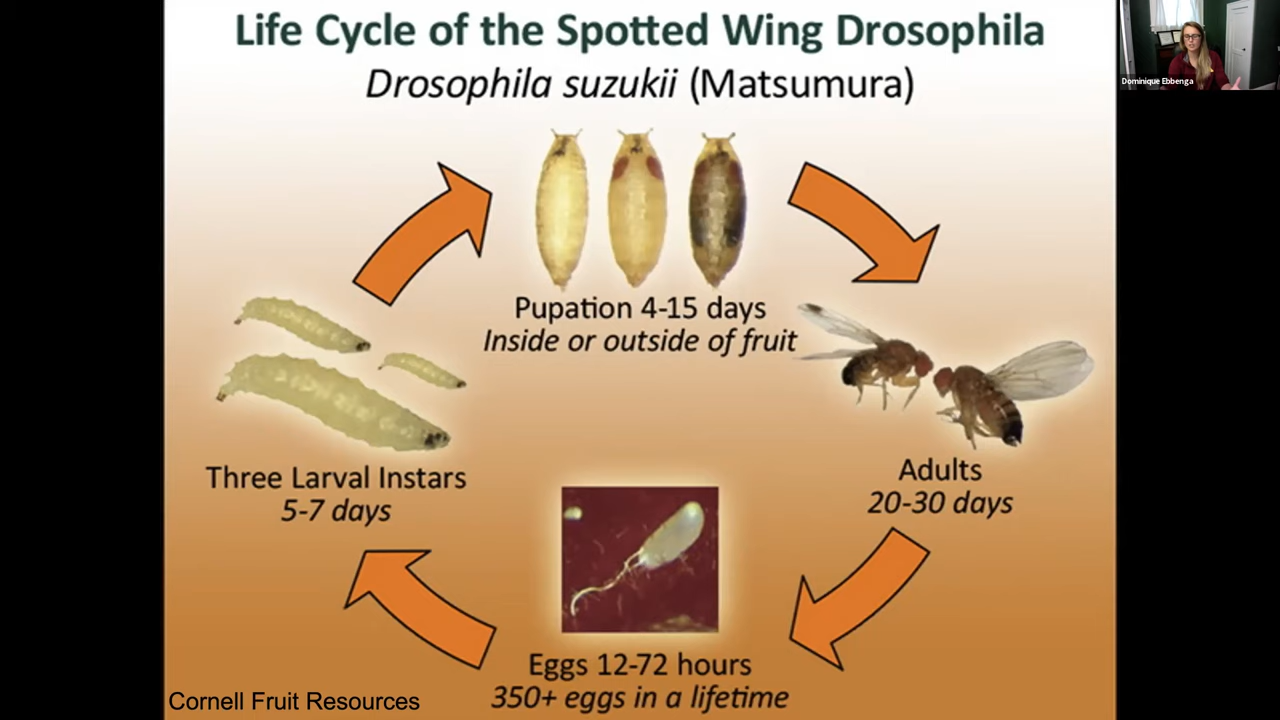 Life Cycle of the Spotted Wing Drosophila
Drosophila suzukii (Matsumura)
Dominique Ebbenga
Pupation 4-15 days
Inside or outside of fruit
Three Larval Instars
5-7 days
Adults
20-30 days
Eggs 12-72 hours
350+ eggs in a lifetime
Cornell Fruit Resources